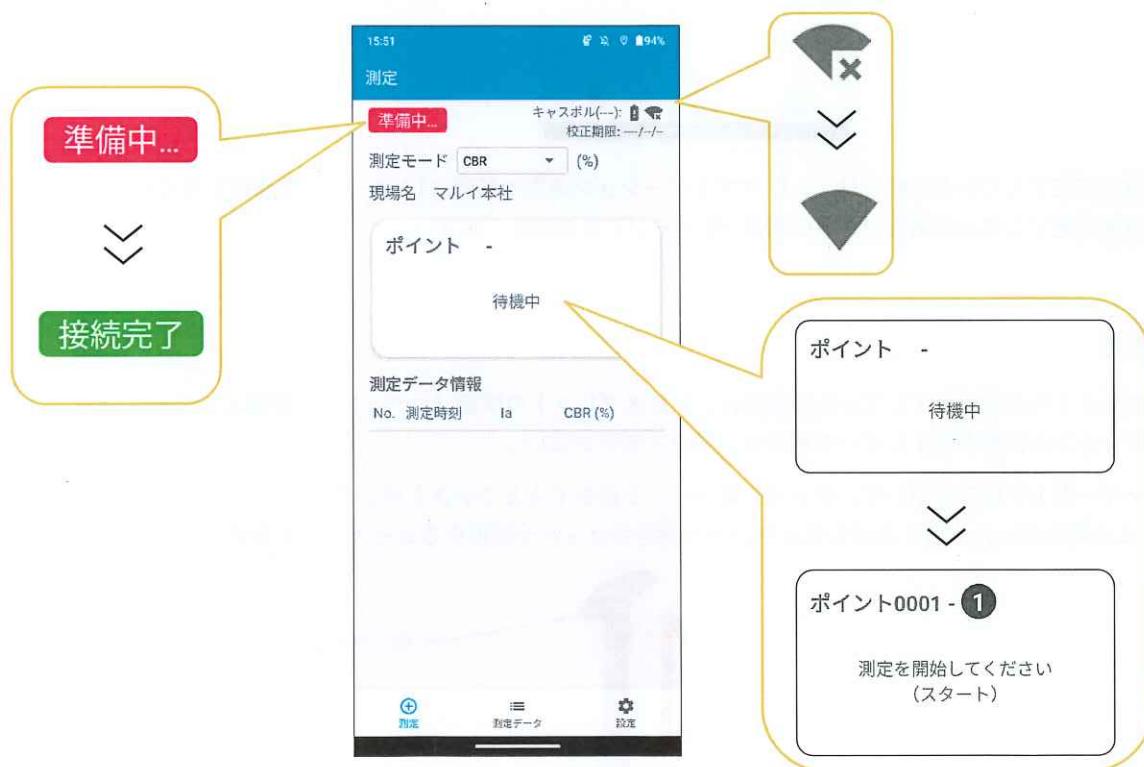 準備中...
接続完了
15:51
94%
測定
準備中...
キャスポル(---):
校正期限: ---/-/-
測定モード CBR (%)
現場名 マルイ本社
ポイント -
待機中
測定データ情報
No. 測定時刻 Ia CBR (%)
測定
測定データ
設定
ポイント -
待機中
ポイント0001 - 1
測定を開始してください
(スタート)